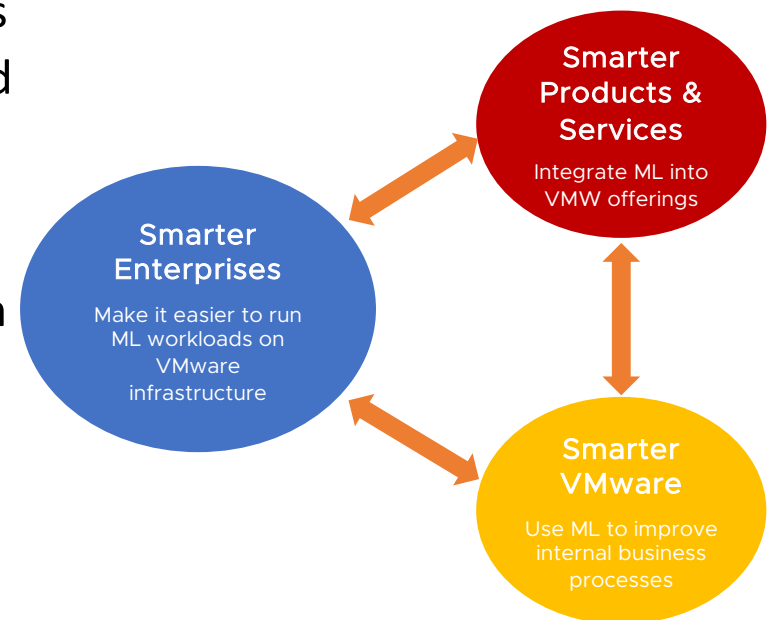 s
d
n
Smarter
Enterprises
Make it easier to run
ML workloads on
VMware
infrastructure
Smarter
Products &
Services
Integrate ML into
VMW offerings
Smarter
VMware
Use ML to improve
internal business
processes